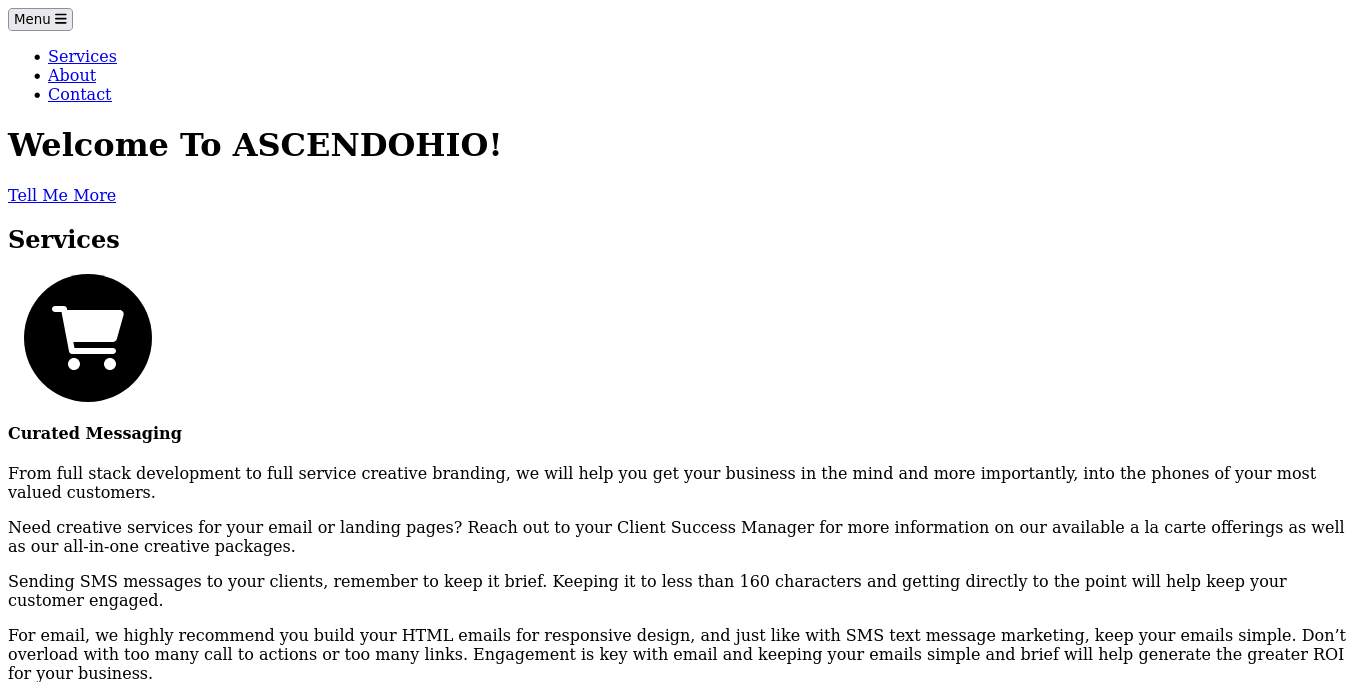 Menu
Services
About
Contact
Welcome To ASCENDOHIO!
Tell Me More
Services
Curated Messaging
From full stack development to full service creative branding, we will help you get your business in the mind and more importantly, into the phones of your most
valued customers.
Need creative services for your email or landing pages? Reach out to your Client Success Manager for more information on our available a la carte offerings as well
as our all-in-one creative packages.
Sending SMS messages to your clients, remember to keep it brief. Keeping it to less than 160 characters and getting directly to the point will help keep your
customer engaged.
For email, we highly recommend you build your HTML emails for responsive design, and just like with SMS text message marketing, keep your emails simple. Don’t
overload with too many call to actions or too many links. Engagement is key with email and keeping your emails simple and brief will help generate the greater ROI
for your business.